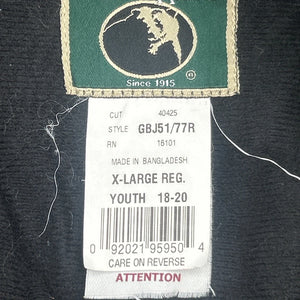 Since 1915
®
CUT 40425
STYLE GBJ51/77R
RN 15101
MADE IN BANGLADESH
X-LARGE REG.
YOUTH 18-20
0 92021 95950 4
CARE ON REVERSE
ATTENTION